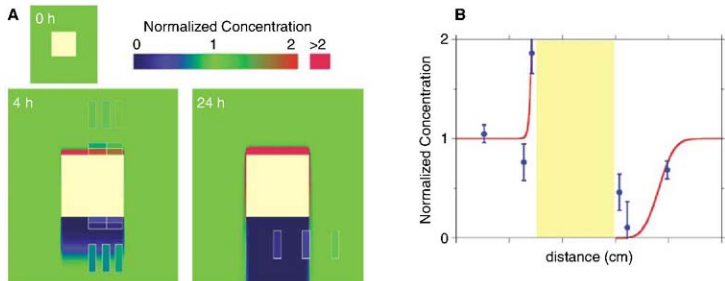 A
0 h
Normalized Concentration
0 1 2 >2
4 h
24 h
B
Normalized Concentration
2
1
0
distance (cm)